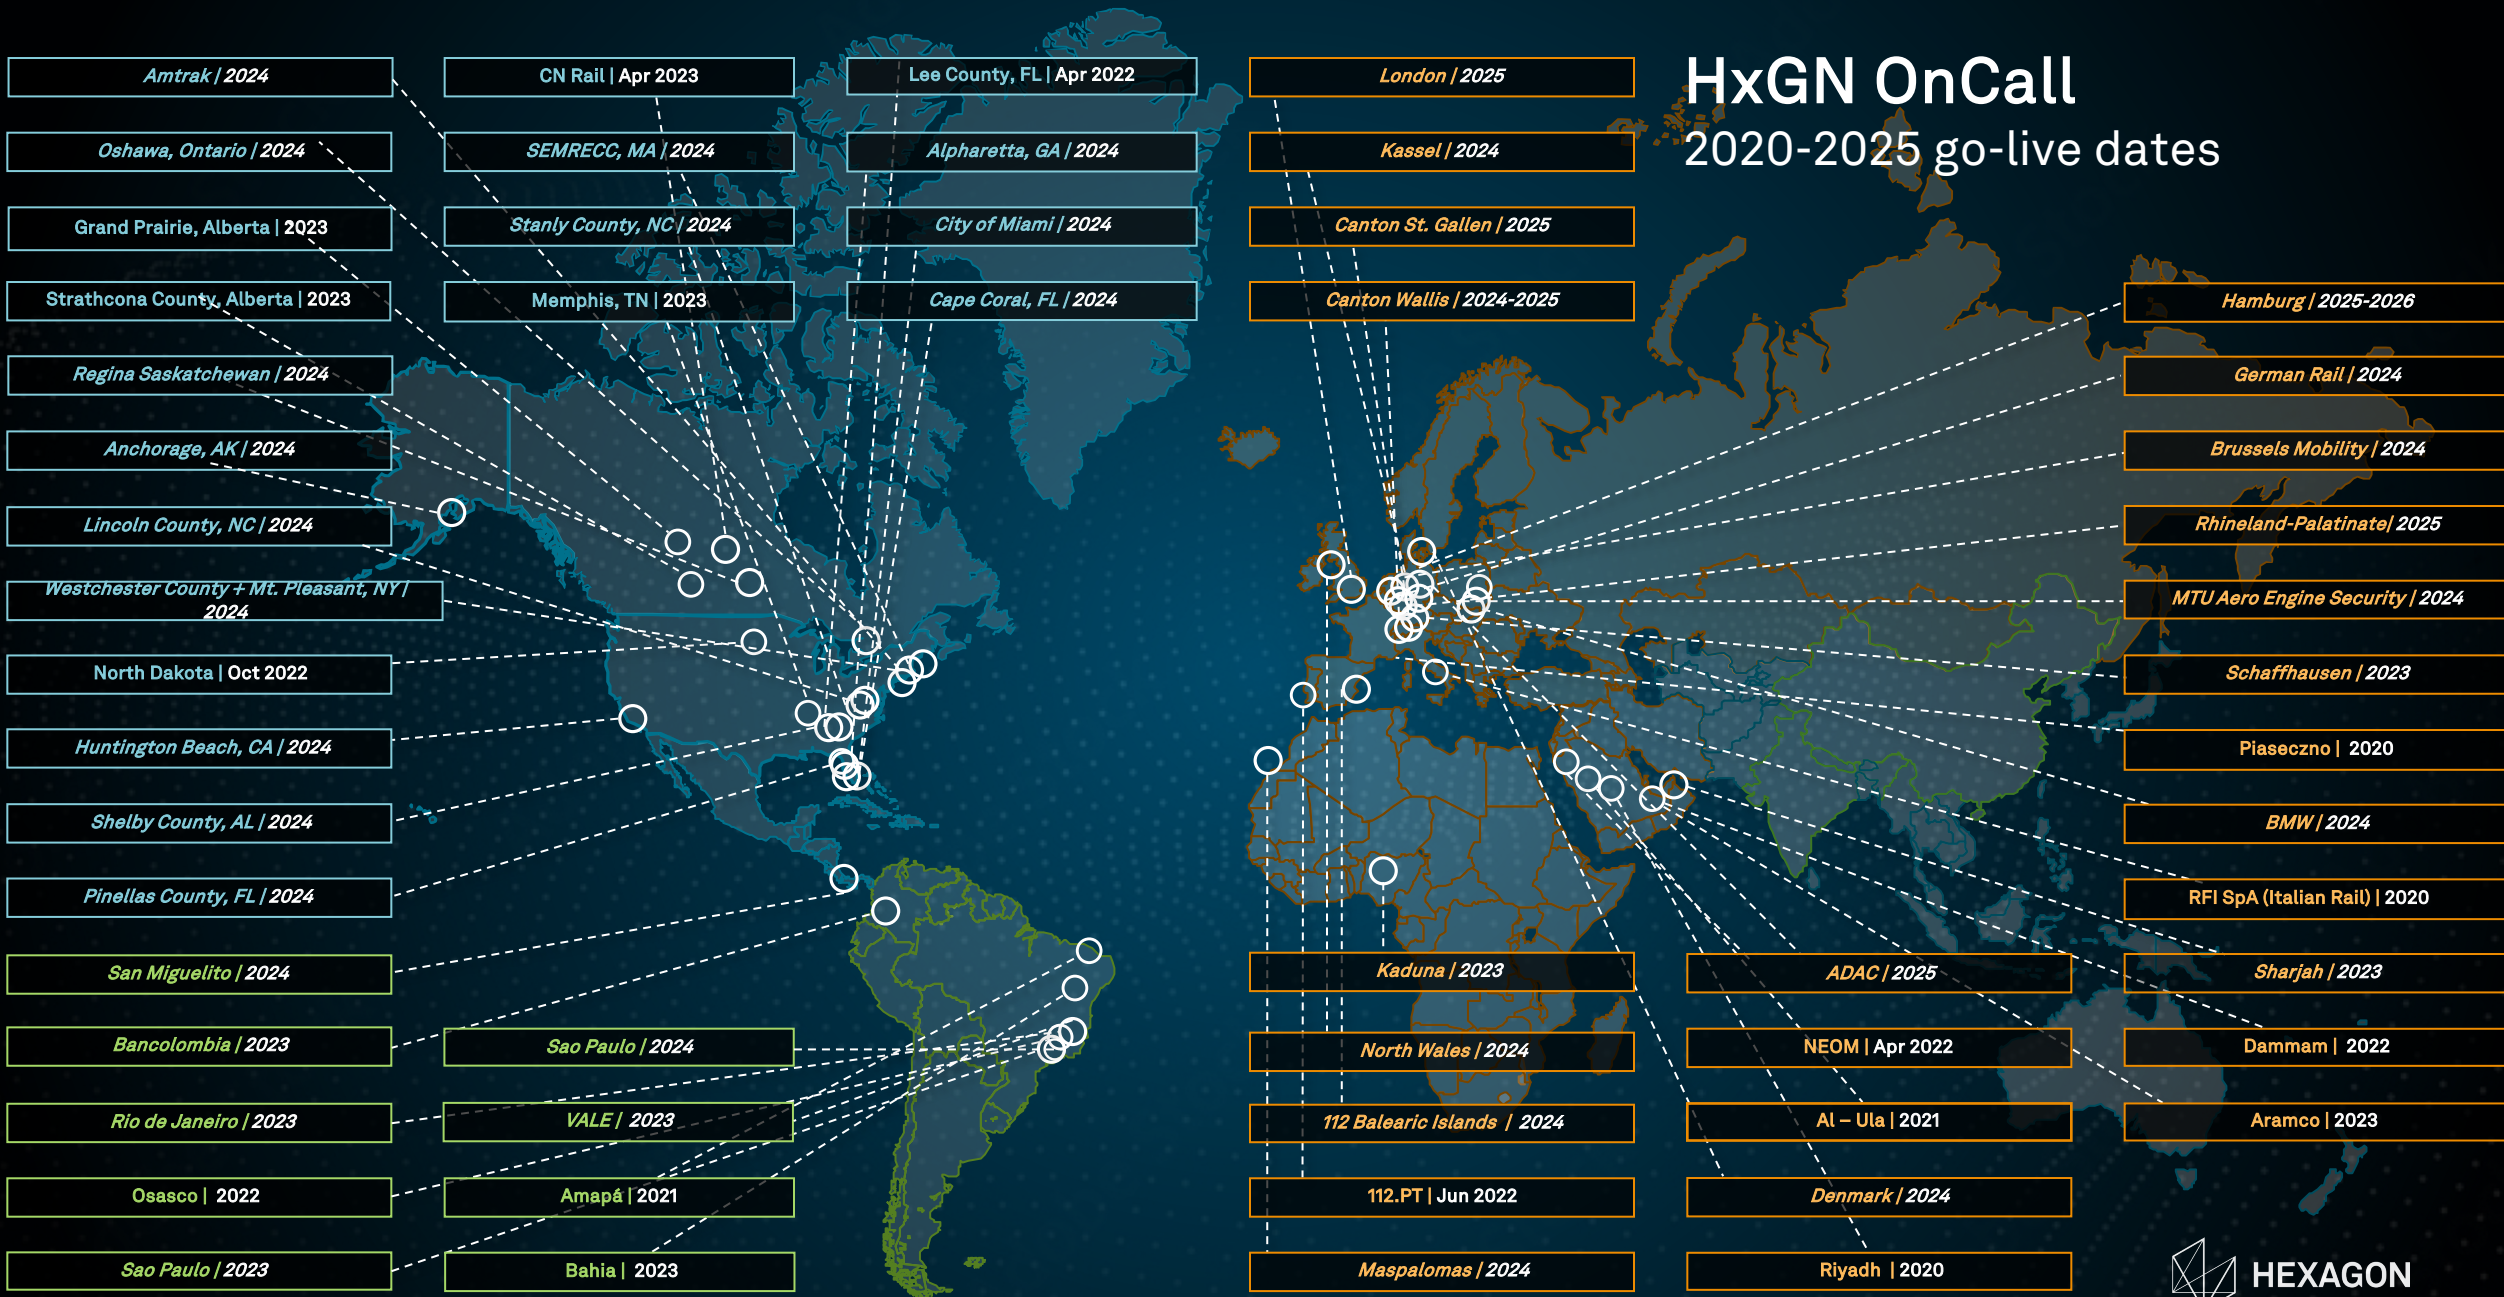 HxGN OnCall
2020-2025 go-live dates
Amtrak | 2024
Oshawa, Ontario | 2024
Grand Prairie, Alberta | 2023
Strathcona County, Alberta | 2023
Regina Saskatchewan | 2024
Anchorage, AK | 2024
Lincoln County, NC | 2024
Westchester County + Mt. Pleasant, NY |
2024
North Dakota | Oct 2022
Huntington Beach, CA | 2024
Shelby County, AL | 2024
Pinellas County, FL | 2024
San Miguelito | 2024
Bancolombia | 2023
Rio de Janeiro | 2023
Osasco | 2022
Sao Paulo | 2023
CN Rail | Apr 2023
SEMRECC, MA | 2024
Stanly County, NC | 2024
Memphis, TN | 2023
Sao Paulo | 2024
VALE | 2023
Amapá | 2021
Bahia | 2023
Lee County, FL | Apr 2022
Alpharetta, GA | 2024
City of Miami | 2024
Cape Coral, FL | 2024
London | 2025
Kassel | 2024
Canton St. Gallen | 2025
Canton Wallis | 2024-2025
Kaduna | 2023
North Wales | 2024
112 Balearic Islands | 2024
112.PT | Jun 2022
Maspalomas | 2024
ADAC | 2025
NEOM | Apr 2022
Al – Ula | 2021
Denmark | 2024
Riyadh | 2020
Hamburg | 2025-2026
German Rail | 2024
Brussels Mobility | 2024
Rhineland-Palatinate| 2025
MTU Aero Engine Security | 2024
Schaffhausen | 2023
Piaseczno | 2020
BMW | 2024
RFI SpA (Italian Rail) | 2020
Sharjah | 2023
Dammam | 2022
Aramco | 2023
HEXAGON